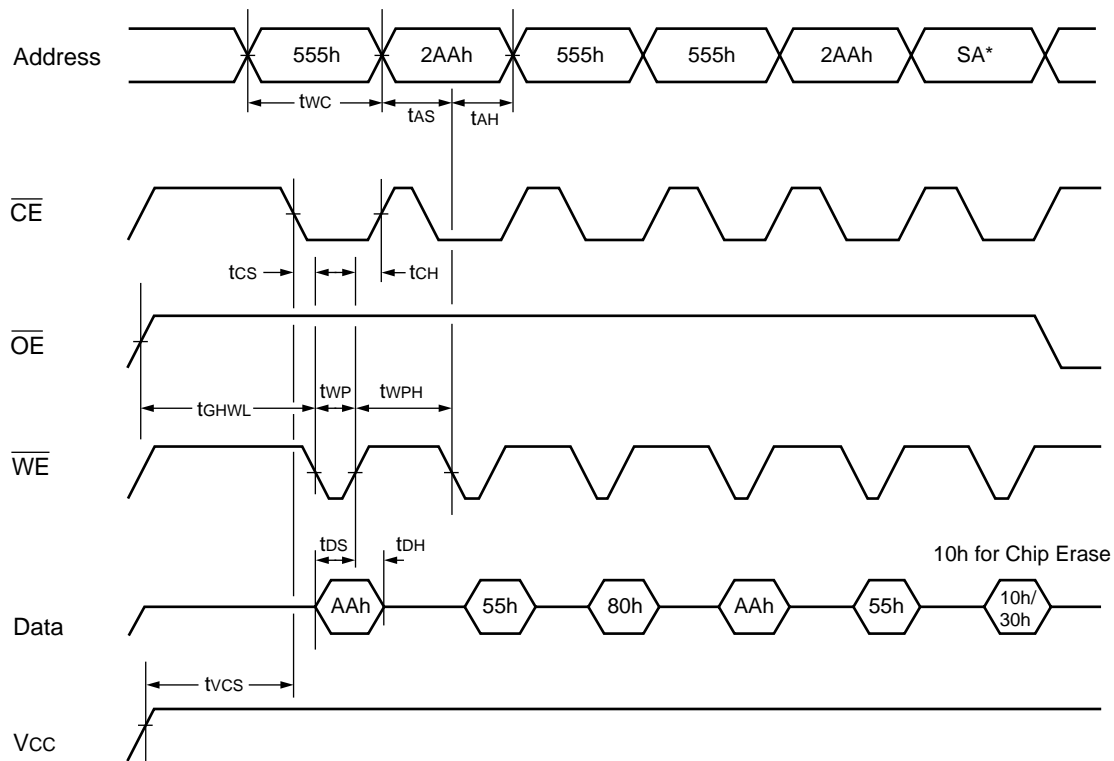 Address 555h 2AAh 555h 555h 2AAh SA*
tWC tAS tAH
CE
tCS tCH
OE
tGHWL tWP tWPH
WE
tDS tDH
10h for Chip Erase
Data AAh 55h 80h AAh 55h 10h/
30h
tVCS
VCC